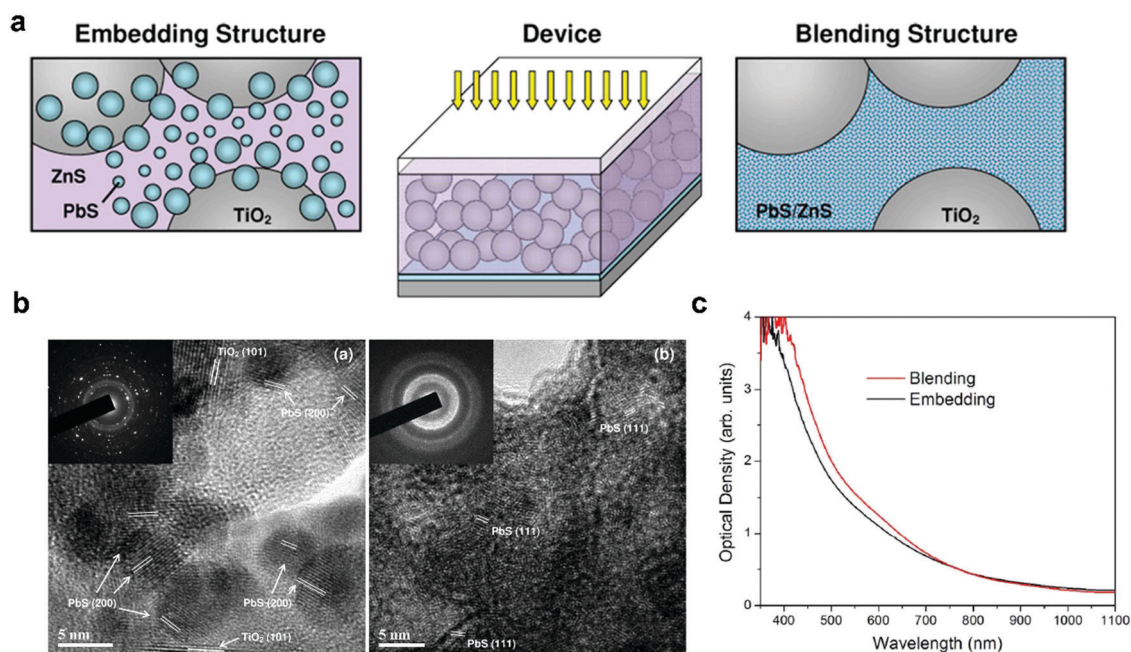 a
Embedding Structure
Device
Blending Structure
ZnS
PbS
TiO₂
PbS/ZnS
TiO₂
b
TiO₂ (101)
(a)
PbS (200)
PbS (200)
PbS (200)
TiO₂ (101)
5 nm
(b)
PbS (111)
PbS (111)
PbS (111)
5 nm
c
Optical Density (arb. units)
4
3
2
1
0
Blending
Embedding
400 500 600 700 800 900 1000 1100
Wavelength (nm)